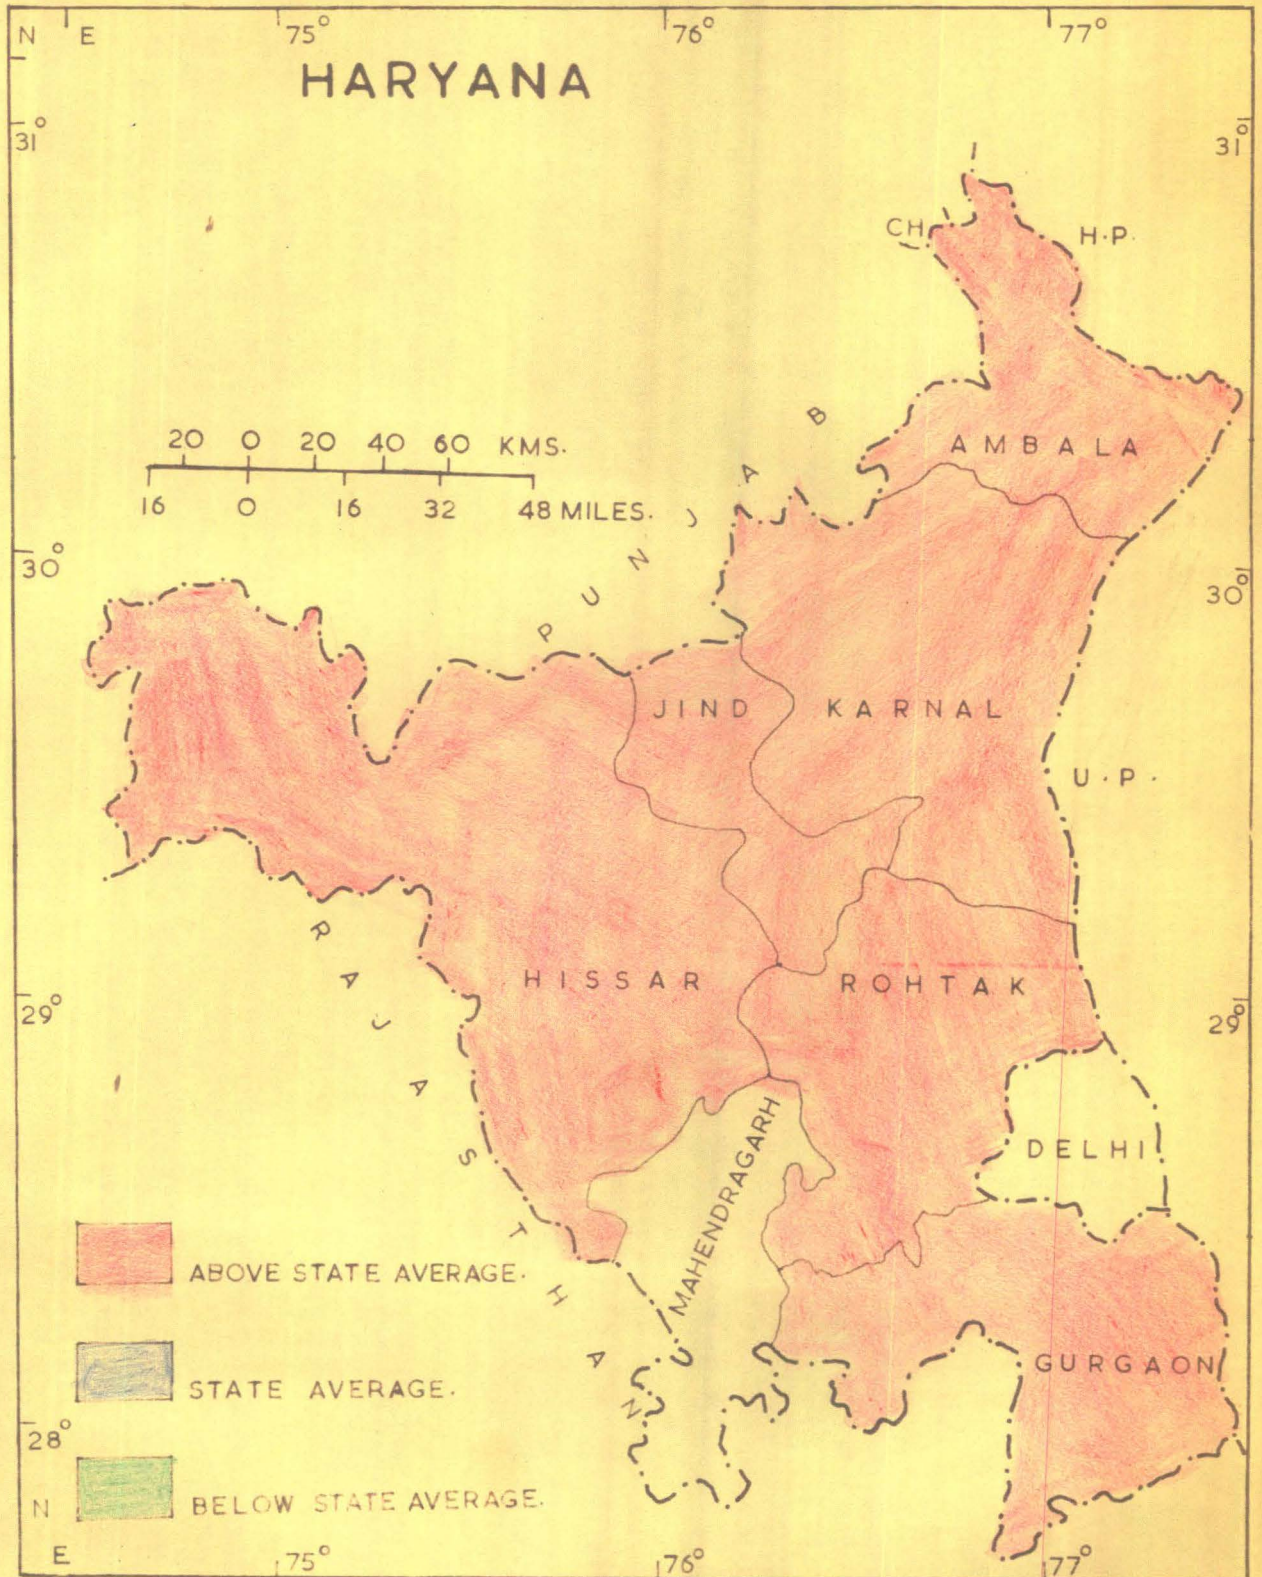 N E 75° 76° 77°
HARYANA
31° 31°
CH. H.P.
PUNJAB
AMBALA
20 0 20 40 60 KMS.
16 0 16 32 48 MILES.
30° 30°
JIND KARNAL
U.P.
RAJASTHAN
HISSAR ROHTAK
29° 29°
DELHI
MAHENDRAGARH
ABOVE STATE AVERAGE.
GURGAON
STATE AVERAGE.
28°
BELOW STATE AVERAGE.
N
E 75° 76° 77°